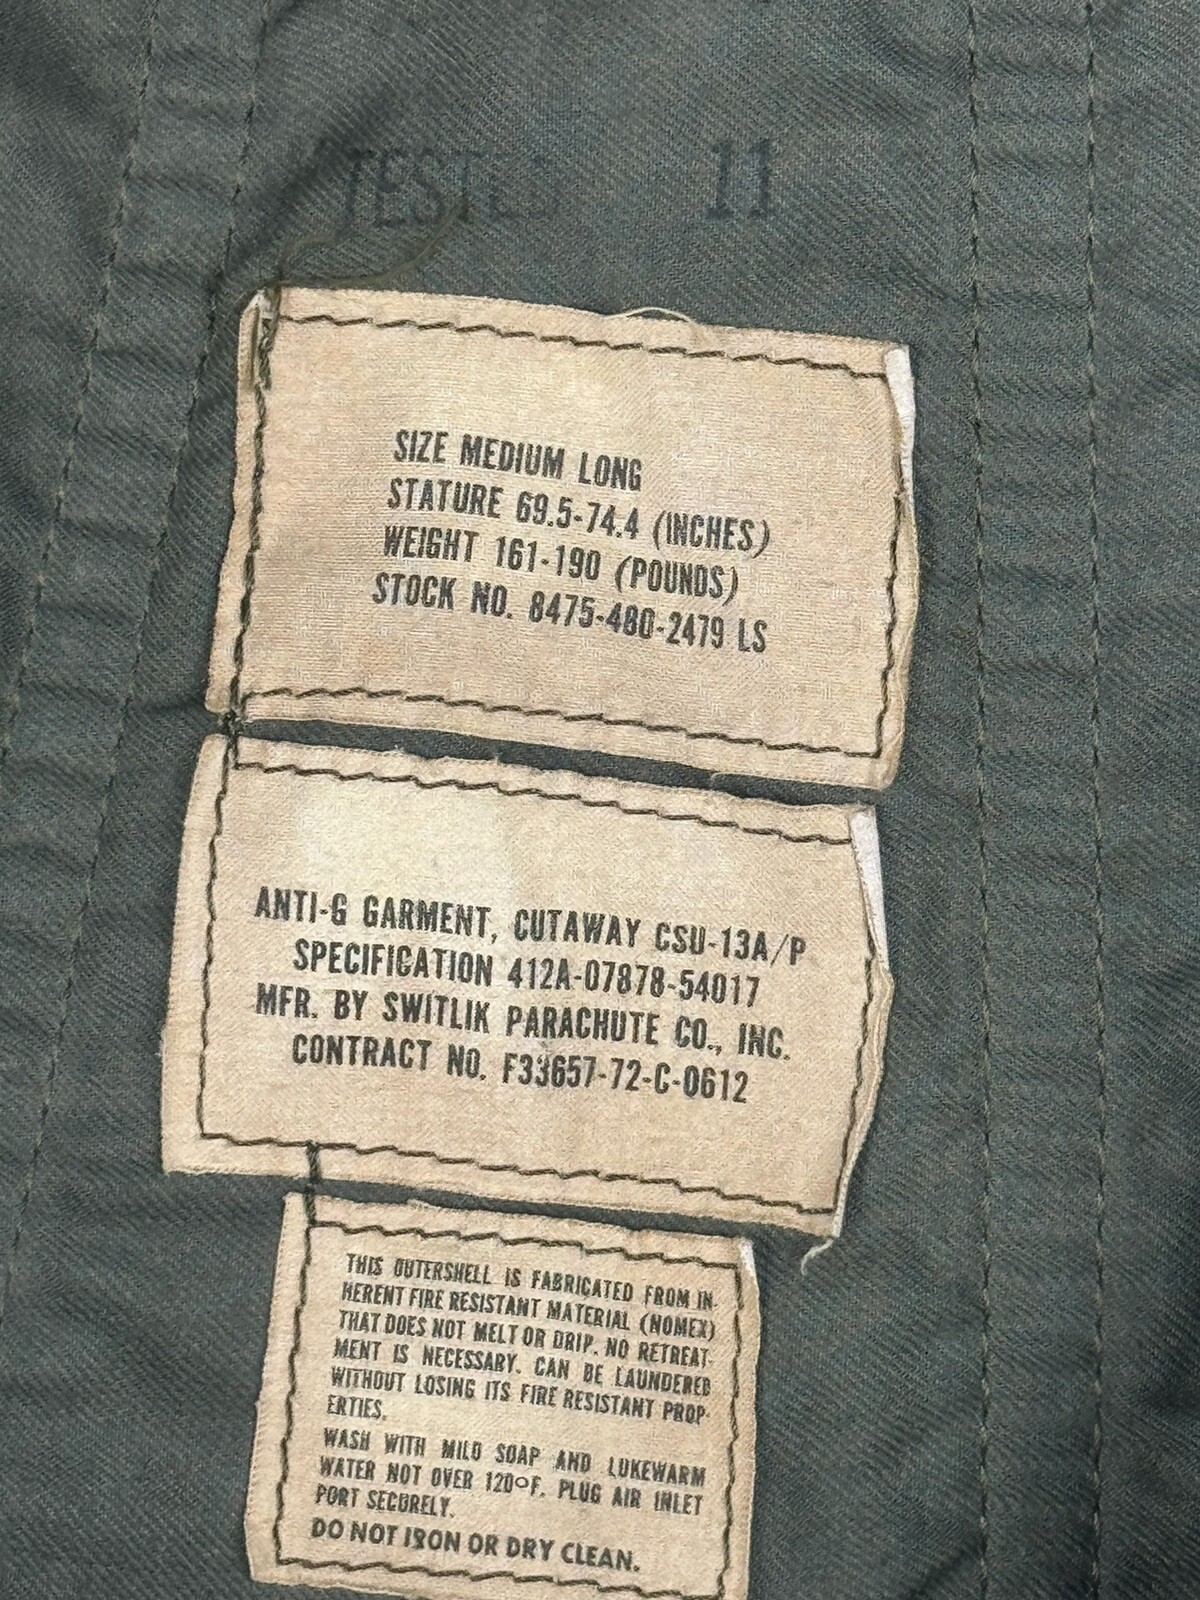 TESTED 11
SIZE MEDIUM LONG
STATURE 69.5-74.4 (INCHES)
WEIGHT 161-190 (POUNDS)
STOCK NO. 8475-480-2479 LS
ANTI-G GARMENT, CUTAWAY CSU-13A/P
SPECIFICATION 412A-07878-54017
MFR. BY SWITLIK PARACHUTE CO., INC.
CONTRACT NO. F33657-72-C-0612
THIS OUTERSHELL IS FABRICATED FROM IN-
HERENT FIRE RESISTANT MATERIAL (NOMEX)
THAT DOES NOT MELT OR DRIP. NO RETREAT-
MENT IS NECESSARY. CAN BE LAUNDERED
WITHOUT LOSING ITS FIRE RESISTANT PROP-
ERTIES.
WASH WITH MILD SOAP AND LUKEWARM
WATER NOT OVER 120°F. PLUG AIR INLET
PORT SECURELY.
DO NOT IRON OR DRY CLEAN.